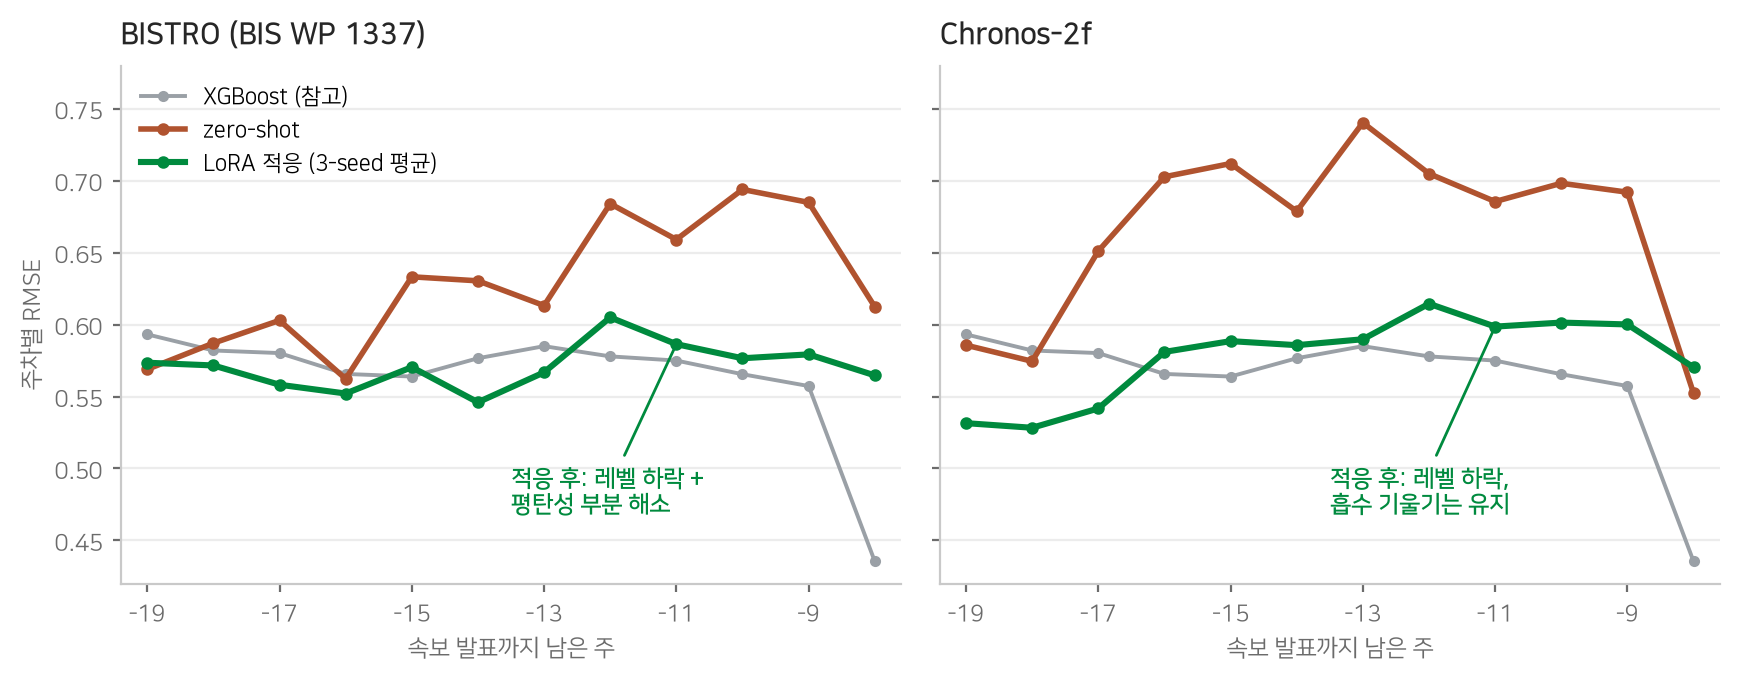 BISTRO (BIS WP 1337)
XGBoost (참고)
zero-shot
LoRA 적응 (3-seed 평균)
주차별 RMSE
0.75
0.70
0.65
0.60
0.55
0.50
0.45
적응 후: 레벨 하락 +
평탄성 부분 해소
-19
-17
-15
-13
-11
-9
속보 발표까지 남은 주
Chronos-2f
적응 후: 레벨 하락,
흡수 기울기는 유지
-19
-17
-15
-13
-11
-9
속보 발표까지 남은 주